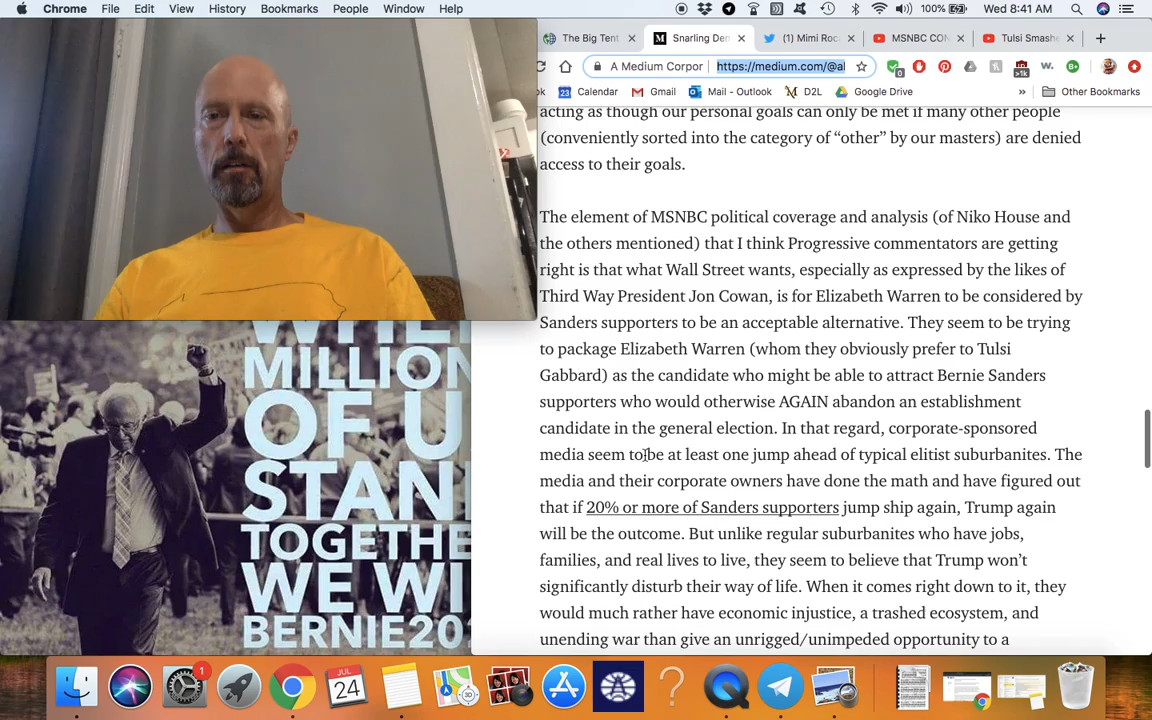 Chrome File Edit View History Bookmarks People Window Help 100% Wed 8:41 AM
The Big Tent Snarling Den (1) Mimi Roc MSNBC CON Tulsi Smashe
A Medium Corpor https://medium.com/@al
0 >1k w. B+
ok 23 Calendar Gmail Mail - Outlook D2L Google Drive » Other Bookmarks
acting as though our personal goals can only be met if many other people
(conveniently sorted into the category of “other” by our masters) are denied
access to their goals.
The element of MSNBC political coverage and analysis (of Niko House and
the others mentioned) that I think Progressive commentators are getting
right is that what Wall Street wants, especially as expressed by the likes of
Third Way President Jon Cowan, is for Elizabeth Warren to be considered by
Sanders supporters to be an acceptable alternative. They seem to be trying
to package Elizabeth Warren (whom they obviously prefer to Tulsi
Gabbard) as the candidate who might be able to attract Bernie Sanders
supporters who would otherwise AGAIN abandon an establishment
candidate in the general election. In that regard, corporate-sponsored
media seem to be at least one jump ahead of typical elitist suburbanites. The
media and their corporate owners have done the math and have figured out
that if 20% or more of Sanders supporters jump ship again, Trump again
will be the outcome. But unlike regular suburbanites who have jobs,
families, and real lives to live, they seem to believe that Trump won’t
significantly disturb their way of life. When it comes right down to it, they
would much rather have economic injustice, a trashed ecosystem, and
unending war than give an unrigged/unimpeded opportunity to a
WHEN
MILLION
OF U
STAN
TOGETHE
WE WI
BERNIE20
1
JUL
24
3D